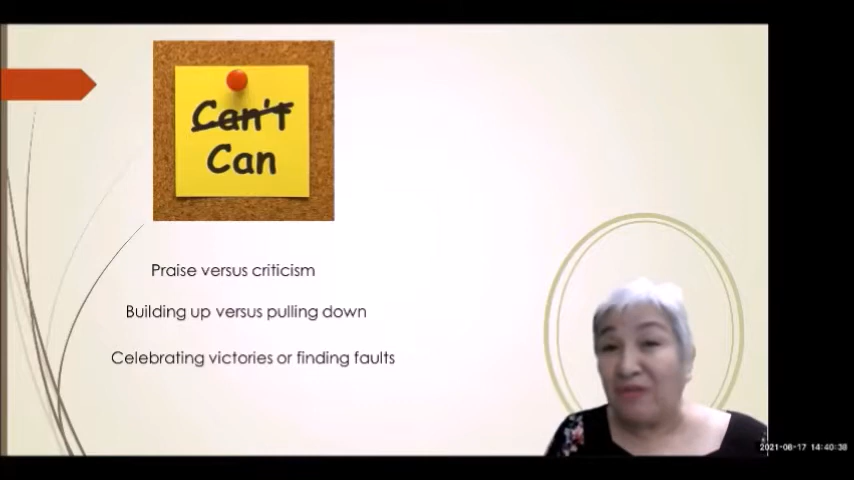 Can't
Can
Praise versus criticism
Building up versus pulling down
Celebrating victories or finding faults
2021-08-17 14:40:38